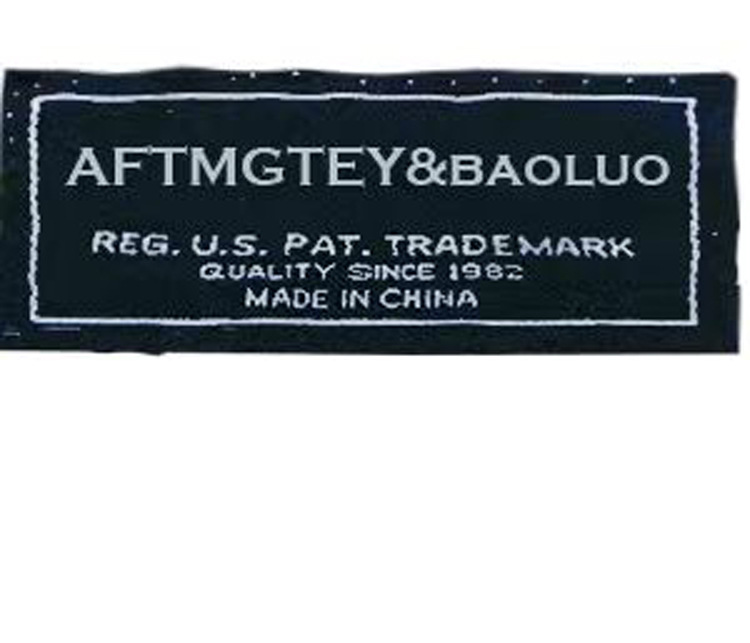 AFTMGTEY&BAOLUO
REG. U.S. PAT. TRADEMARK
QUALITY SINCE 1982
MADE IN CHINA